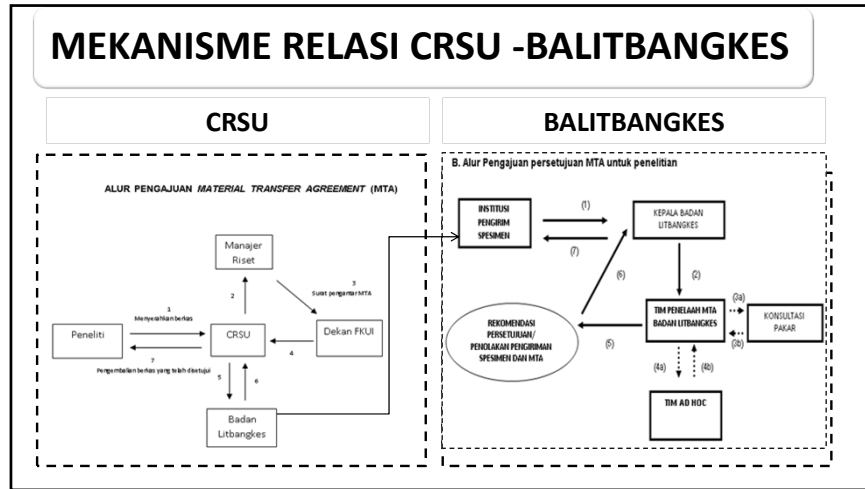 MEKANISME RELASI CRSU -BALITBANGKES
CRSU
ALUR PENGAJUAN MATERIAL TRANSFER AGREEMENT (MTA)
Manajer
Riset
3
Surat pengantar MTA
2
1
Menyerahkan berkas
Peneliti
CRSU
Dekan FKUI
4
7
Pengembalian berkas yang telah disetujui
5
6
Badan
Litbangkes
BALITBANGKES
B. Alur Pengajuan persetujuan MTA untuk penelitian
INSTITUSI
PENGIRIM
SPESIMEN
(1)
KEPALA BADAN
LITBANGKES
(7)
(6)
(2)
TIM PENELAAH MTA
BADAN LITBANGKES
(3a)
KONSULTASI
PAKAR
(3b)
REKOMENDASI
PERSETUJUAN/
PENOLAKAN PENGIRIMAN
SPESIMEN DAN MTA
(5)
(4a)
(4b)
TIM AD HOC